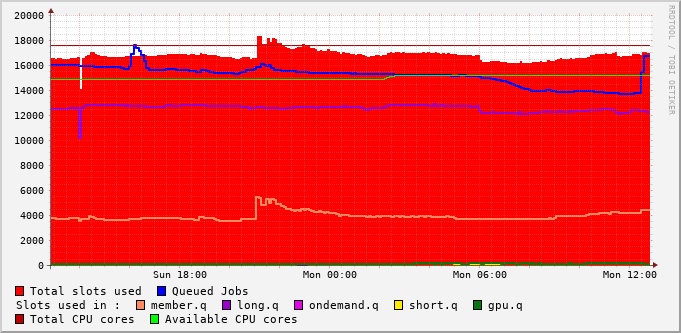 20000
18000
16000
14000
12000
10000
8000
6000
4000
2000
0
Sun 18:00 Mon 00:00 Mon 06:00 Mon 12:00
Total slots used Queued Jobs
Slots used in : member.q long.q ondemand.q short.q gpu.q
Total CPU cores Available CPU cores
RRDTOOL / TOBI OETIKER